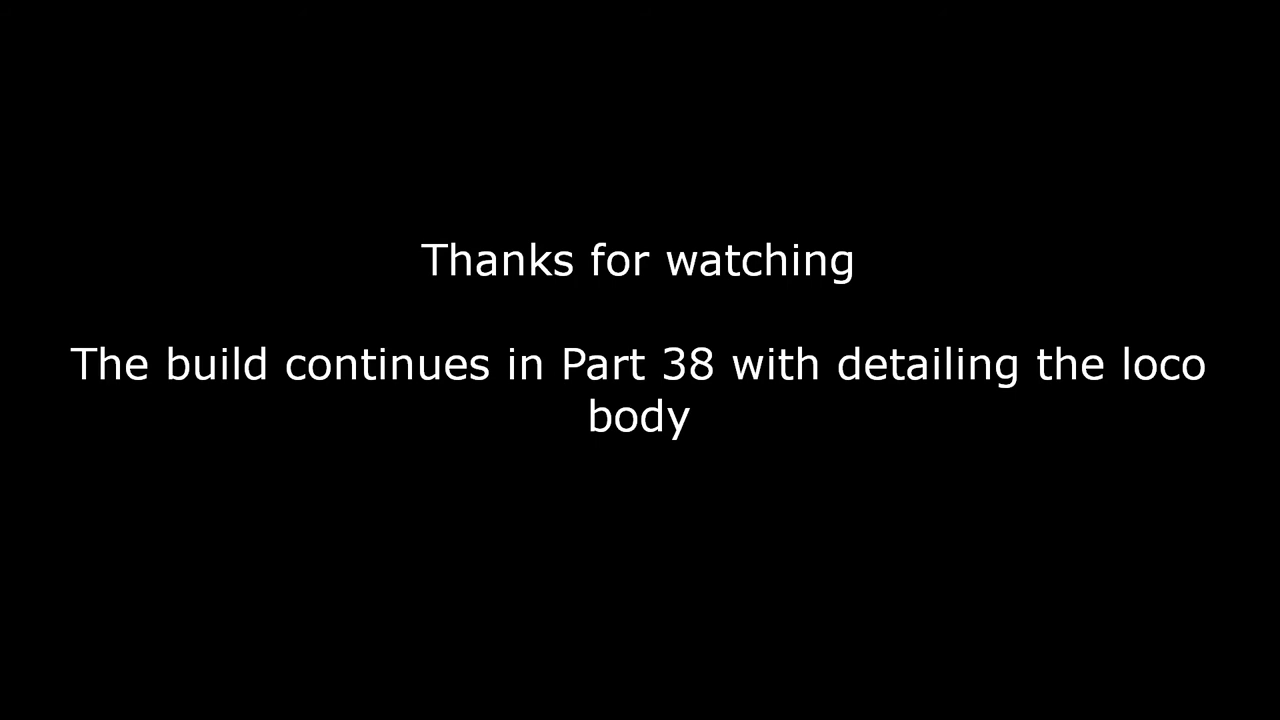 Thanks for watching
The build continues in Part 38 with detailing the loco
body